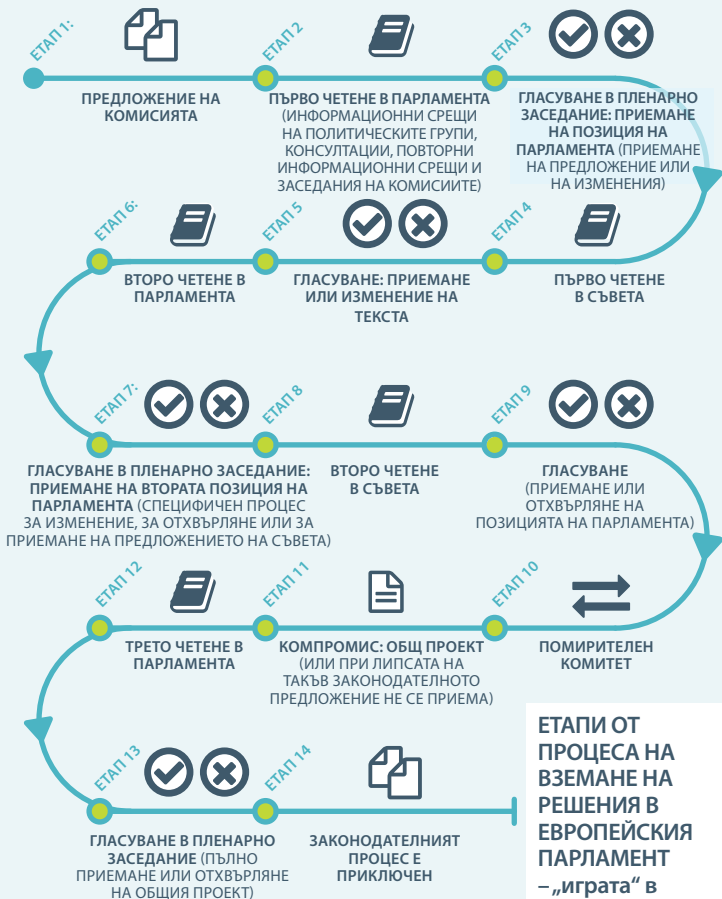 ЕТАП 1:
ПРЕДЛОЖЕНИЕ НА
КОМИСИЯТА
ЕТАП 2
ПЪРВО ЧЕТЕНЕ В ПАРЛАМЕНТА
(ИНФОРМАЦИОННИ СРЕЩИ
НА ПОЛИТИЧЕСКИТЕ ГРУПИ,
КОНСУЛТАЦИИ, ПОВТОРНИ
ИНФОРМАЦИОННИ СРЕЩИ И
ЗАСЕДАНИЯ НА КОМИСИИТЕ)
ЕТАП 3
ГЛАСУВАНЕ В ПЛЕНАРНО
ЗАСЕДАНИЕ: ПРИЕМАНЕ
НА ПОЗИЦИЯ НА
ПАРЛАМЕНТА (ПРИЕМАНЕ
НА ПРЕДЛОЖЕНИЕ ИЛИ
НА ИЗМЕНЕНИЯ)
ЕТАП 4
ПЪРВО ЧЕТЕНЕ
В СЪВЕТА
ЕТАП 5
ГЛАСУВАНЕ: ПРИЕМАНЕ
ИЛИ ИЗМЕНЕНИЕ НА
ТЕКСТА
ЕТАП 6:
ВТОРО ЧЕТЕНЕ В
ПАРЛАМЕНТА
ЕТАП 7:
ГЛАСУВАНЕ В ПЛЕНАРНО ЗАСЕДАНИЕ:
ПРИЕМАНЕ НА ВТОРАТА ПОЗИЦИЯ НА
ПАРЛАМЕНТА (СПЕЦИФИЧЕН ПРОЦЕС
ЗА ИЗМЕНЕНИЕ, ЗА ОТХВЪРЛЯНЕ ИЛИ ЗА
ПРИЕМАНЕ НА ПРЕДЛОЖЕНИЕТО НА СЪВЕТА)
ЕТАП 8
ВТОРО ЧЕТЕНЕ
В СЪВЕТА
ЕТАП 9
ГЛАСУВАНЕ
(ПРИЕМАНЕ ИЛИ
ОТХВЪРЛЯНЕ НА
ПОЗИЦИЯТА НА ПАРЛАМЕНТА)
ЕТАП 10
ПОМИРИТЕЛЕН
КОМИТЕТ
ЕТАП 11
КОМПРОМИС: ОБЩ ПРОЕКТ
(ИЛИ ПРИ ЛИПСАТА НА
ТАКЪВ ЗАКОНОДАТЕЛНОТО
ПРЕДЛОЖЕНИЕ НЕ СЕ ПРИЕМА)
ЕТАП 12
ТРЕТО ЧЕТЕНЕ В
ПАРЛАМЕНТА
ЕТАП 13
ГЛАСУВАНЕ В ПЛЕНАРНО
ЗАСЕДАНИЕ (ПЪЛНО
ПРИЕМАНЕ ИЛИ ОТХВЪРЛЯНЕ
НА ОБЩИЯ ПРОЕКТ)
ЕТАП 14
ЗАКОНОДАТЕЛНИЯТ
ПРОЦЕС Е
ПРИКЛЮЧЕН
ЕТАПИ ОТ
ПРОЦЕСА НА
ВЗЕМАНЕ НА
РЕШЕНИЯ В
ЕВРОПЕЙСКИЯ
ПАРЛАМЕНТ
– „играта“ в